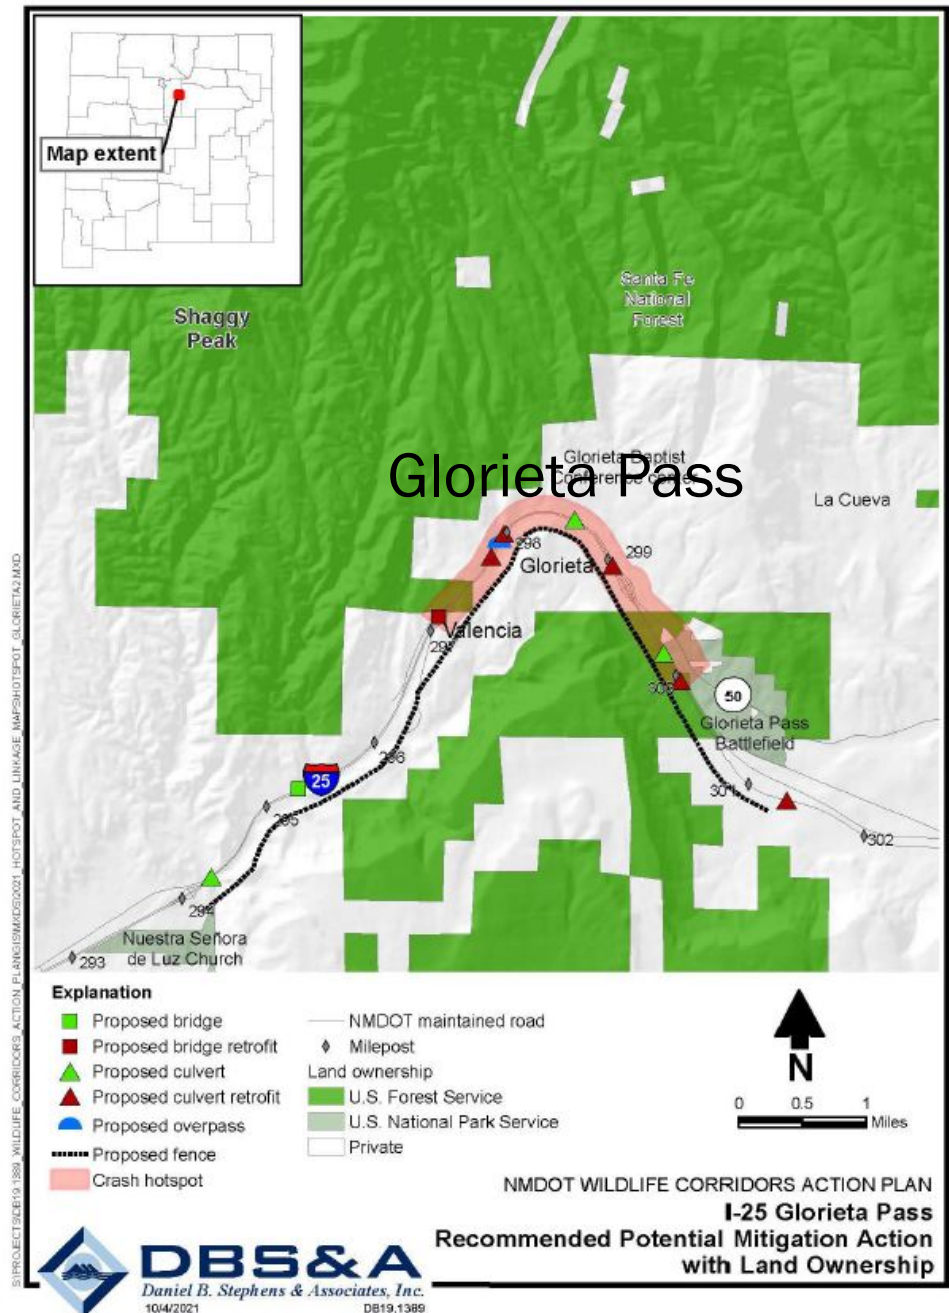 Map extent
Santa Fe
National
Forest
Shaggy
Peak
Glorieta Pass
Glorieta Baptist
La Cueva
298
299
Glorieta
Valencia
50
Glorieta Pass
Battlefield
25
302
294
Nuestra Señora
de Luz Church
293
Explanation
Proposed bridge
Proposed bridge retrofit
Proposed culvert
Proposed culvert retrofit
Proposed overpass
Proposed fence
Crash hotspot
NMDOT maintained road
Milepost
Land ownership
U.S. Forest Service
U.S. National Park Service
Private
N
0 0.5 1
Miles
NMDOT WILDLIFE CORRIDORS ACTION PLAN
I-25 Glorieta Pass
Recommended Potential Mitigation Action
with Land Ownership
DBS&A
Daniel B. Stephens & Associates, Inc.
10/4/2021 DB19.1389